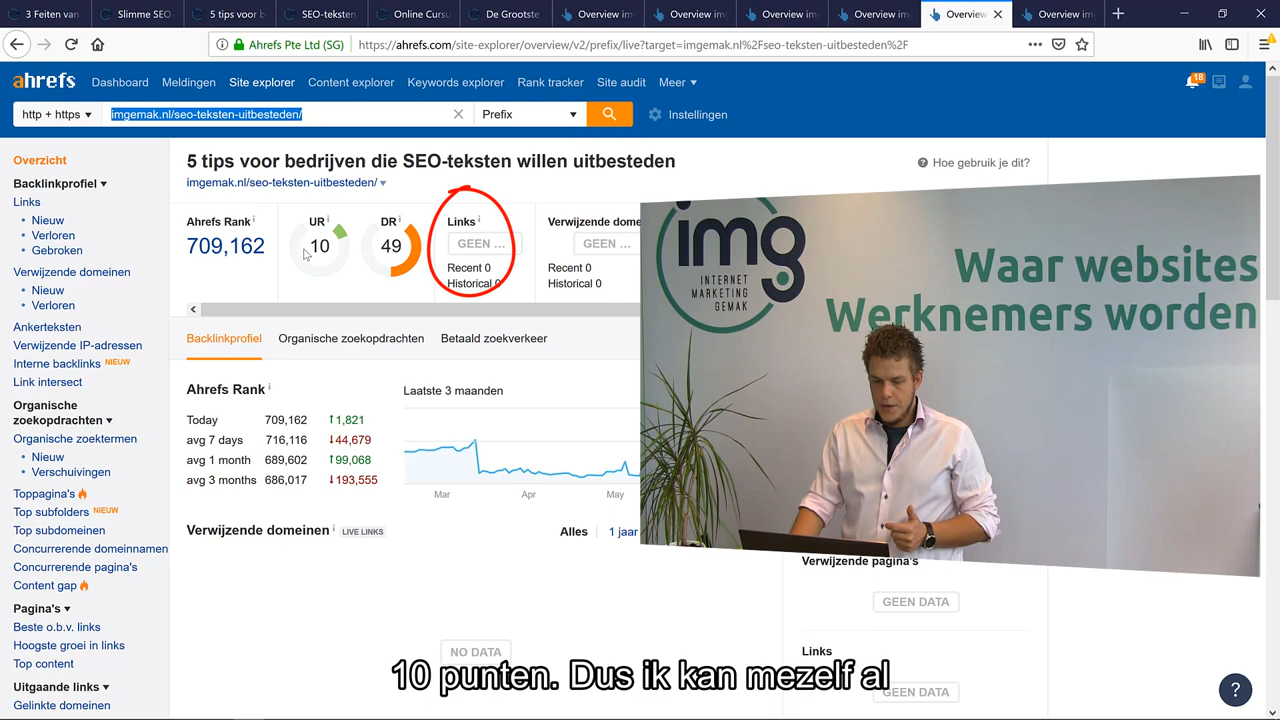 3 Feiten van
Slimme SEO
5 tips voor b
SEO-teksten
Online Cursu
De Grootste
Overview img
Overview img
Overview img
Overview img
Overview
Overview img
Ahrefs Pte Ltd (SG)
https://ahrefs.com/site-explorer/overview/v2/prefix/live?target=imgemak.nl%2Fseo-teksten-uitbesteden%2F
ahrefs
Dashboard
Meldingen
Site explorer
Content explorer
Keywords explorer
Rank tracker
Site audit
Meer
18
http + https
imgemak.nl/seo-teksten-uitbesteden/
Prefix
Instellingen
Overzicht
Backlinkprofiel
Links
Nieuw
Verloren
Gebroken
Verwijzende domeinen
Nieuw
Verloren
Ankerteksten
Verwijzende IP-adressen
Interne backlinks NIEUW
Link intersect
Organische
zoekopdrachten
Organische zoektermen
Nieuw
Verschuivingen
Toppagina's
Top subfolders NIEUW
Top subdomeinen
Concurrerende domeinnamen
Concurrerende pagina's
Content gap
Pagina's
Beste o.b.v. links
Hoogste groei in links
Top content
Uitgaande links
Gelinkte domeinen
5 tips voor bedrijven die SEO-teksten willen uitbesteden
Hoe gebruik je dit?
imgemak.nl/seo-teksten-uitbesteden/
Ahrefs Rank
709,162
UR
10
DR
49
Links
GEEN ...
Recent 0
Historical 0
Verwijzende dome
GEEN ...
Recent 0
Historical 0
Backlinkprofiel
Organische zoekopdrachten
Betaald zoekverkeer
Ahrefs Rank
Today 709,162 ↑1,821
avg 7 days 716,116 ↓44,679
avg 1 month 689,602 ↑99,068
avg 3 months 686,017 ↓193,555
Laatste 3 maanden
Mar
Apr
May
Verwijzende domeinen LIVE LINKS
Alles
1 jaar
NO DATA
Verwijzende pagina's
GEEN DATA
Links
GEEN DATA
img
INTERNET
MARKETING
GEMAK
Waar websites
Werknemers worden
10 punten. Dus ik kan mezelf al